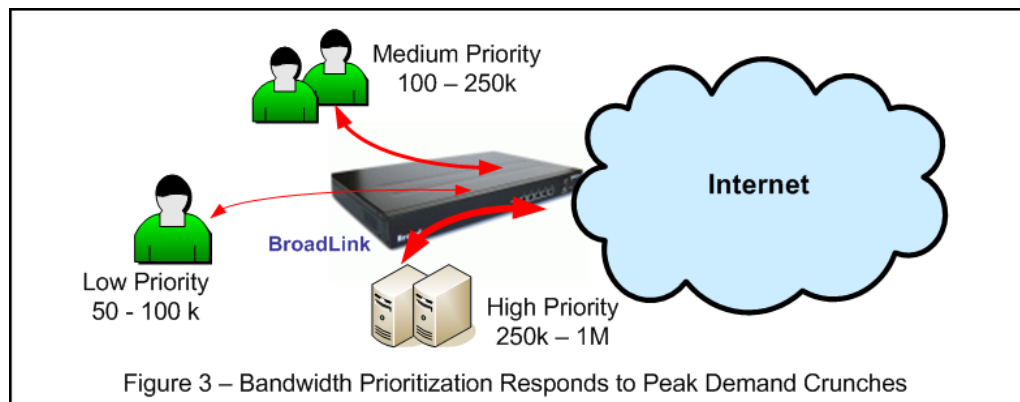 Medium Priority
100 – 250k
Internet
BroadLink
Low Priority
50 - 100 k
High Priority
250k – 1M
Figure 3 – Bandwidth Prioritization Responds to Peak Demand Crunches